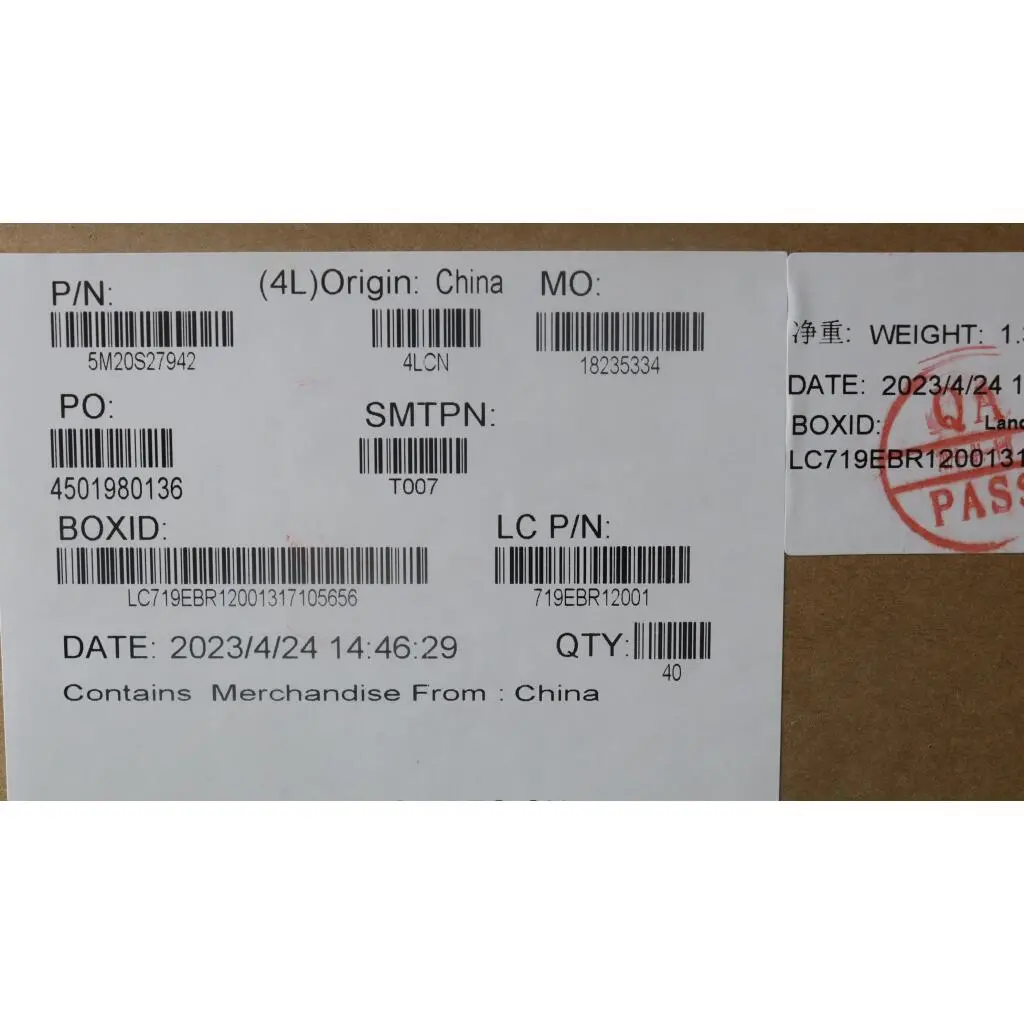 P/N: (4L)Origin: China MO:
5M20S27942 4LCN 18235334
PO: SMTPN:
4501980136 T007
BOXID: LC P/N:
LC719EBR12001317105656 719EBR12001
DATE: 2023/4/24 14:46:29 QTY:
40
Contains Merchandise From : China
净重: WEIGHT: 1.
DATE: 2023/4/24 1
BOXID:
LC719EBR1200131
QA
PASS